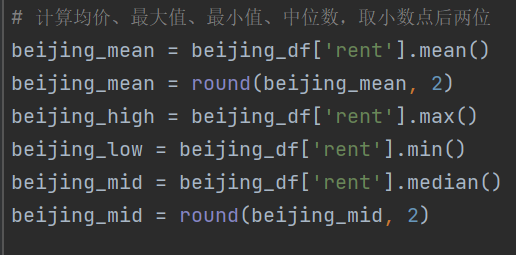 # 计算均价、最大值、最小值、中位数，取小数点后两位
beijing_mean = beijing_df['rent'].mean()
beijing_mean = round(beijing_mean, 2)
beijing_high = beijing_df['rent'].max()
beijing_low = beijing_df['rent'].min()
beijing_mid = beijing_df['rent'].median()
beijing_mid = round(beijing_mid, 2)